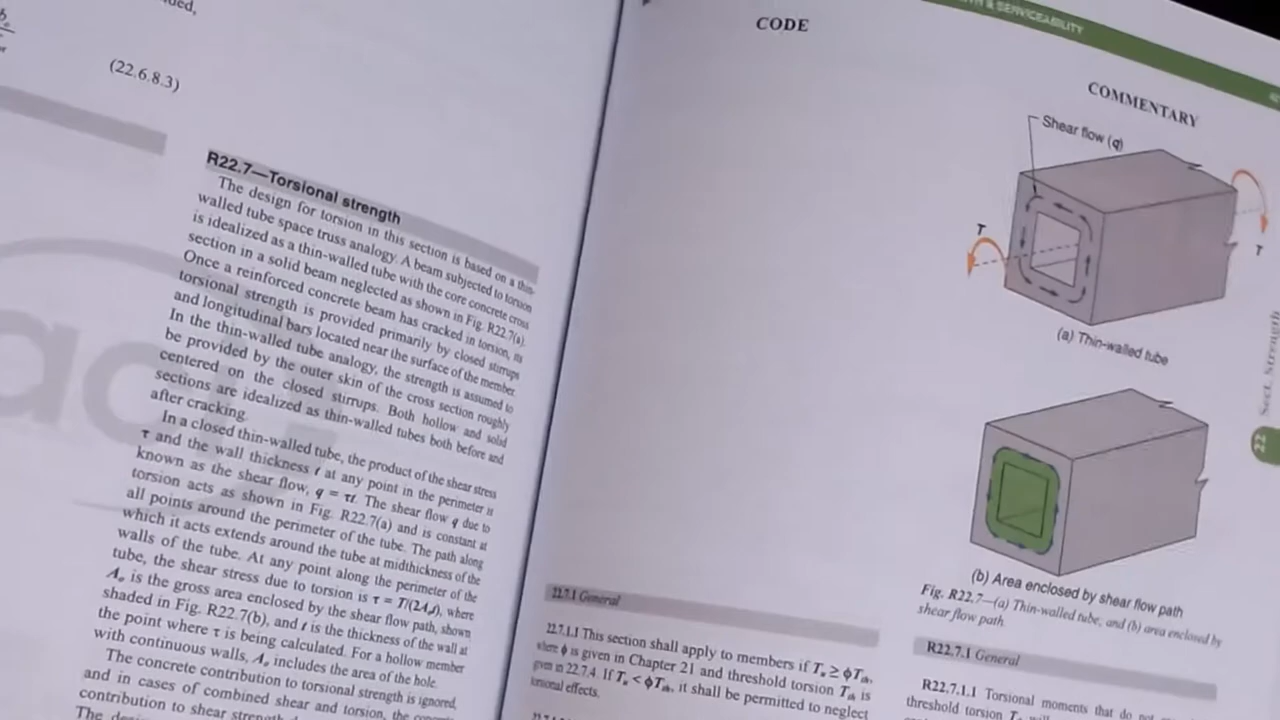 (22.6.8.3)
R22.7—Torsional strength
The design for torsion in this section is based on a thin-
walled tube space truss analogy. A beam subjected to torsion
is idealized as a thin-walled tube with the core concrete cross
section in a solid beam neglected as shown in Fig. R22.7(a).
Once a reinforced concrete beam has cracked in torsion, its
torsional strength is provided primarily by closed stirrups
and longitudinal bars located near the surface of the member.
In the thin-walled tube analogy, the strength is assumed to
be provided by the outer skin of the cross section roughly
centered on the closed stirrups. Both hollow and solid
sections are idealized as thin-walled tubes both before and
after cracking.
In a closed thin-walled tube, the product of the shear stress
τ and the wall thickness t at any point in the perimeter is
known as the shear flow, q = τt. The shear flow q due to
torsion acts as shown in Fig. R22.7(a) and is constant at
all points around the perimeter of the tube. The path along
which it acts extends around the tube at midthickness of the
walls of the tube. At any point along the perimeter of the
tube, the shear stress due to torsion is τ = T/(2Aₒt), where
Aₒ is the gross area enclosed by the shear flow path, shown
shaded in Fig. R22.7(b), and t is the thickness of the wall at
the point where τ is being calculated. For a hollow member
with continuous walls, Aₒ includes the area of the hole.
The concrete contribution to torsional strength is ignored,
and in cases of combined shear and torsion, the
contribution to shear
The
CODE
& SERVICEABILITY
COMMENTARY
Shear flow (q)
T
T
(a) Thin-walled tube
(b) Area enclosed by shear flow path
Fig. R22.7—(a) Thin-walled tube; and (b) area enclosed by
shear flow path.
22 Sect. Strength
22.7.1 General
22.7.1.1 This section shall apply to members if Tu ≥ ϕTth,
where ϕ is given in Chapter 21 and threshold torsion Tth is
given in 22.7.4. If Tu < ϕTth, it shall be permitted to neglect
torsional effects.
R22.7.1 General
R22.7.1.1 Torsional moments that do not
threshold torsion
aci